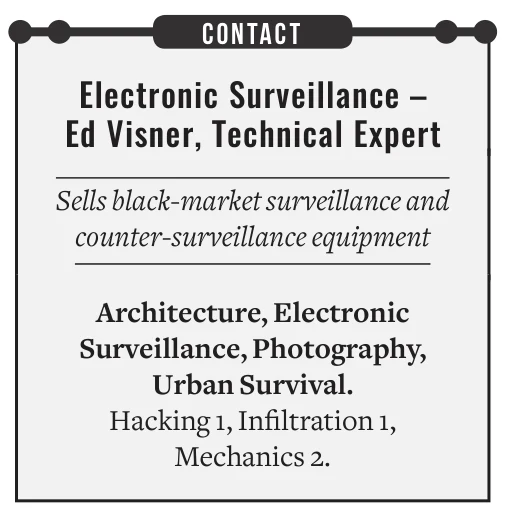 CONTACT
Electronic Surveillance –
Ed Visner, Technical Expert
Sells black-market surveillance and
counter-surveillance equipment
Architecture, Electronic
Surveillance, Photography,
Urban Survival.
Hacking 1, Infiltration 1,
Mechanics 2.